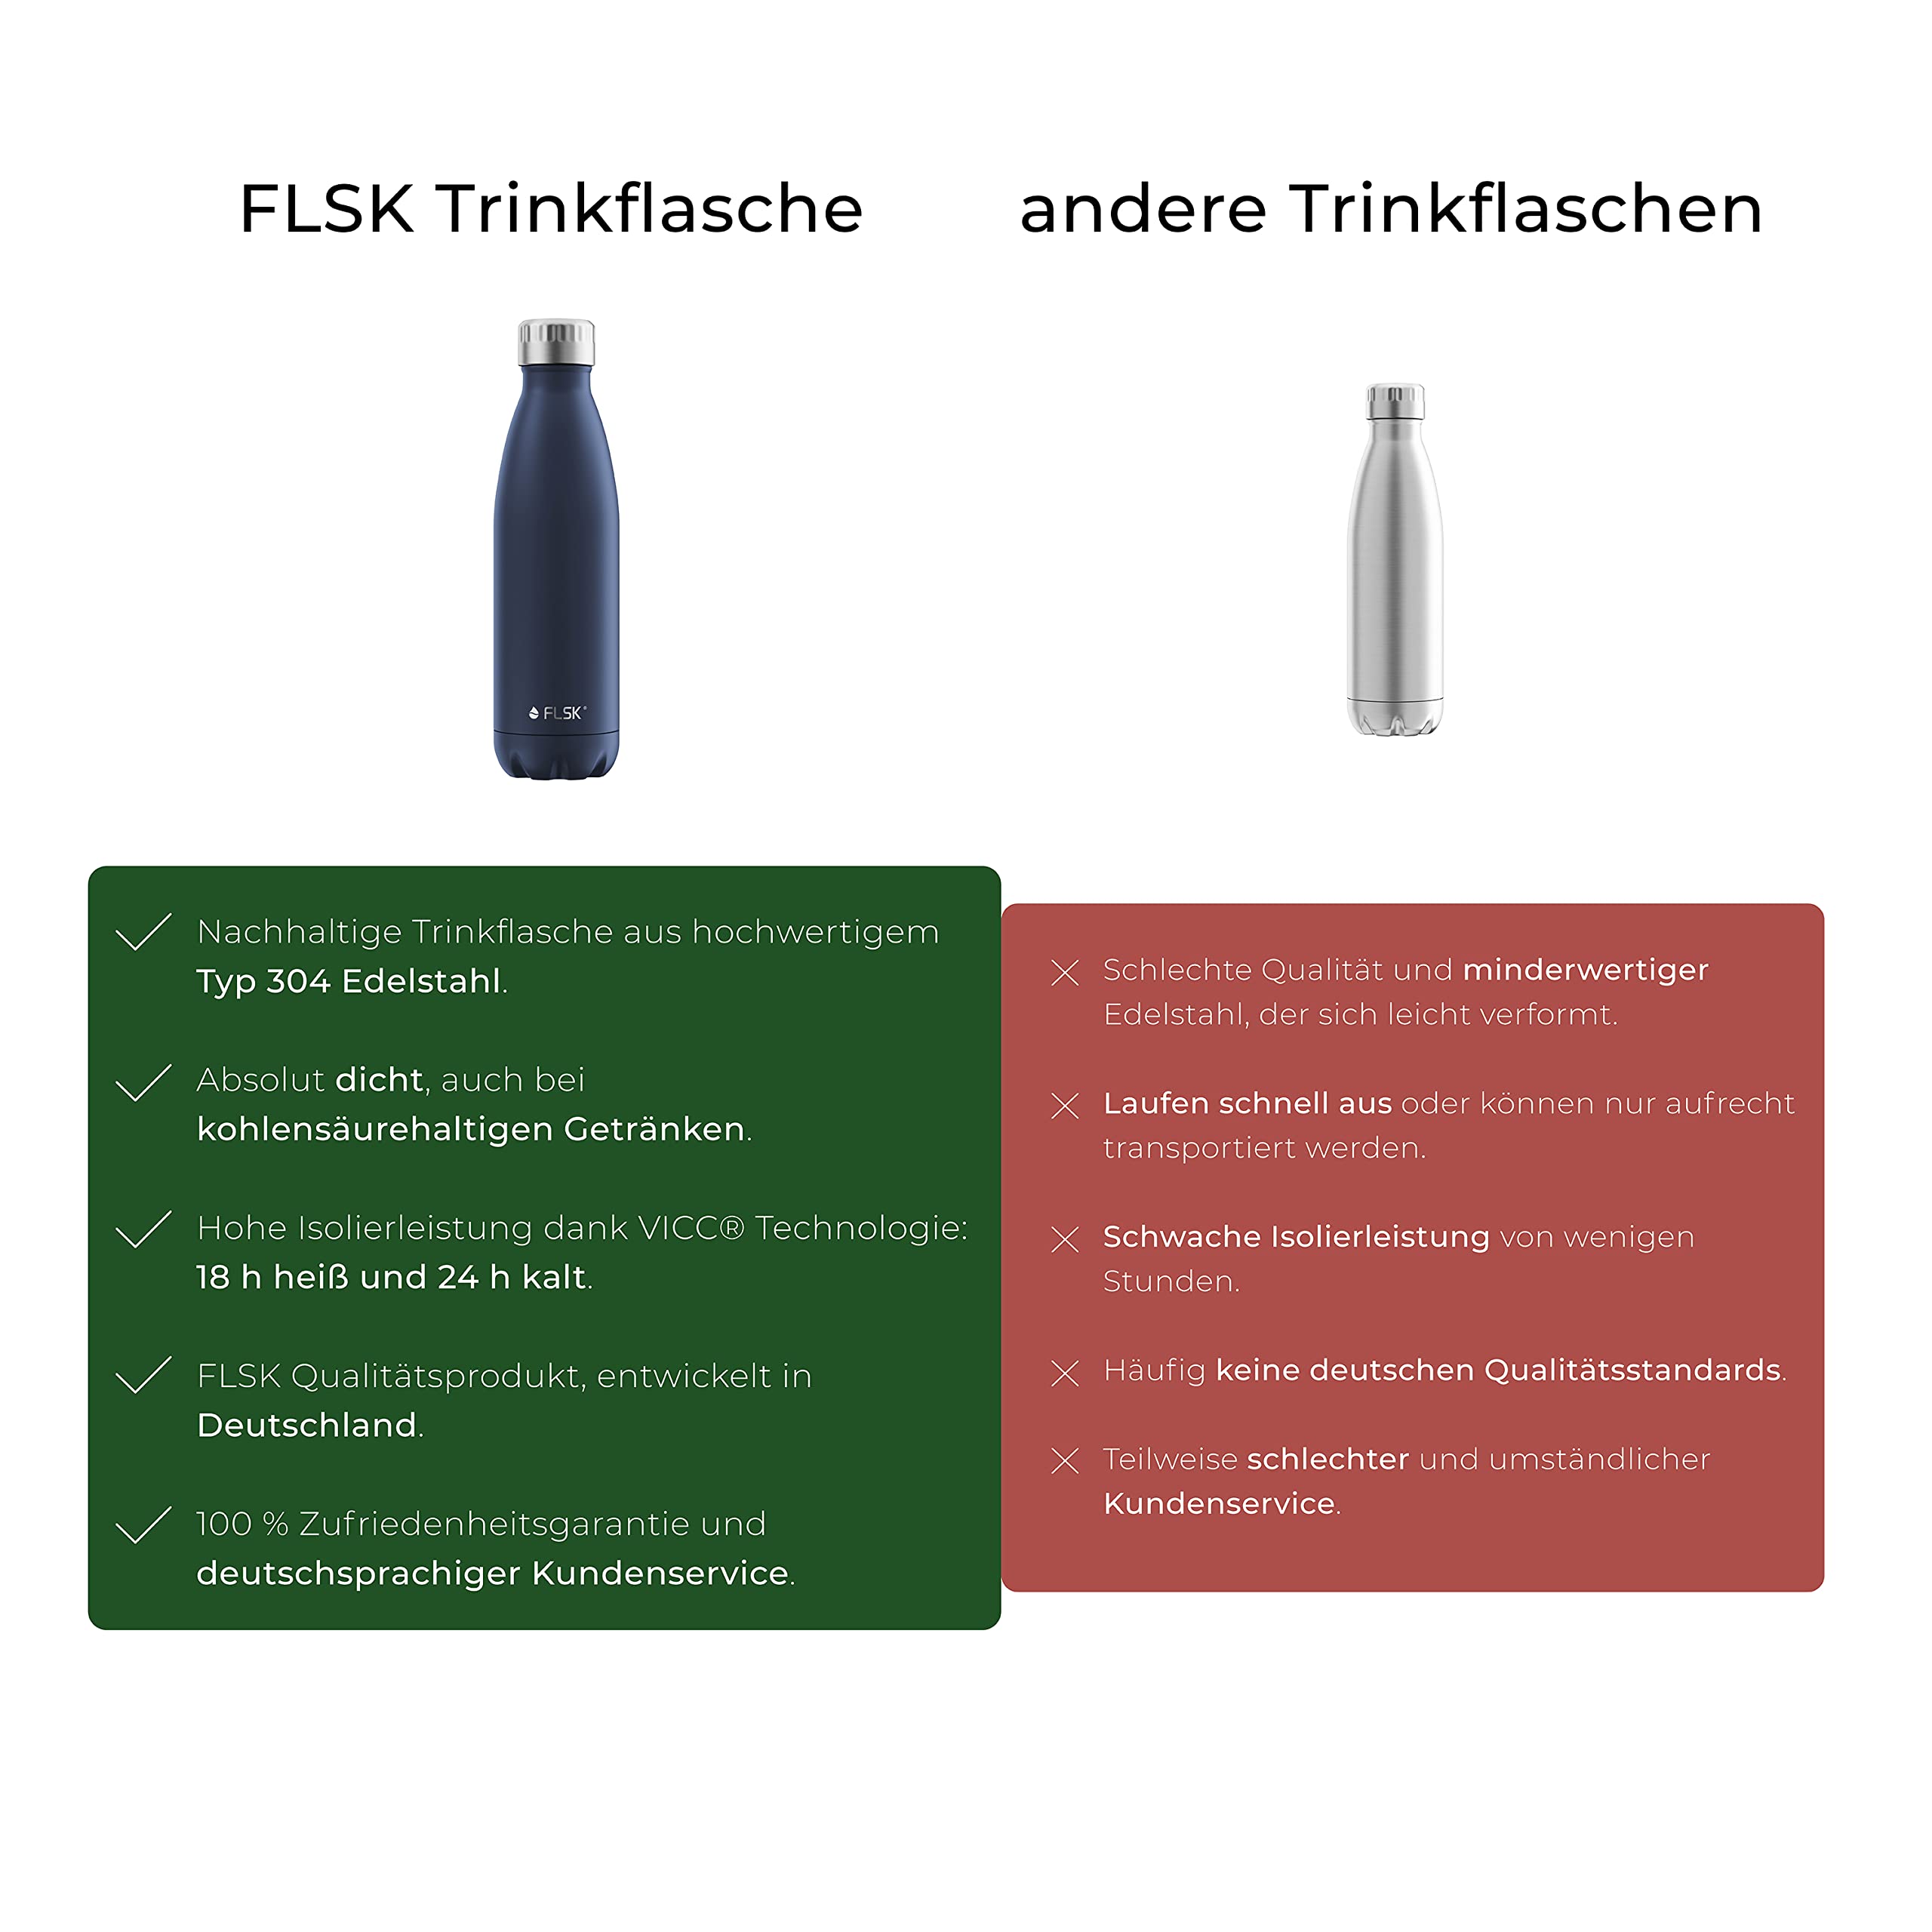 FLSK Trinkflasche
andere Trinkflaschen
FLSK®
Nachhaltige Trinkflasche aus hochwertigem
Typ 304 Edelstahl.
Absolut dicht, auch bei
kohlensäurehaltigen Getränken.
Hohe Isolierleistung dank VICC® Technologie:
18 h heiß und 24 h kalt.
FLSK Qualitätsprodukt, entwickelt in
Deutschland.
100 % Zufriedenheitsgarantie und
deutschsprachiger Kundenservice.
Schlechte Qualität und minderwertiger
Edelstahl, der sich leicht verformt.
Laufen schnell aus oder können nur aufrecht
transportiert werden.
Schwache Isolierleistung von wenigen
Stunden.
Häufig keine deutschen Qualitätsstandards.
Teilweise schlechter und umständlicher
Kundenservice.